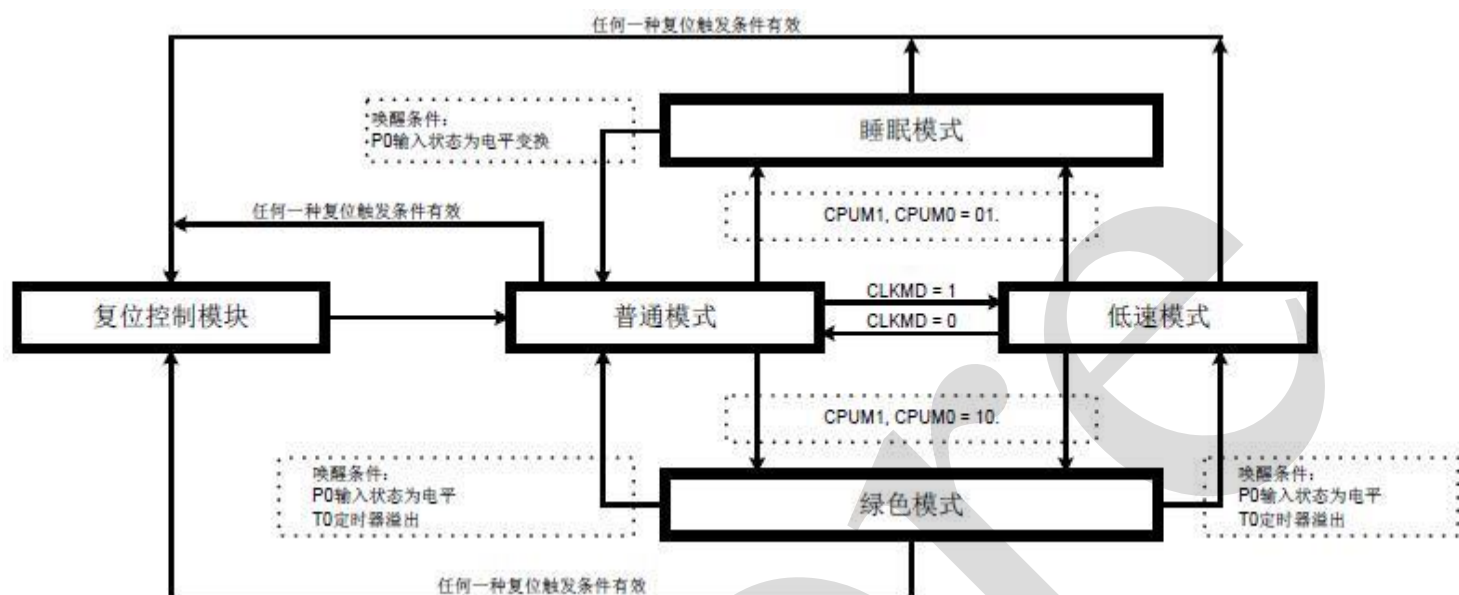 任何一种复位触发条件有效
唤醒条件：
P0输入状态为电平变换
睡眠模式
任何一种复位触发条件有效
CPUM1, CPUM0 = 01.
复位控制模块
普通模式
CLKMD = 1
CLKMD = 0
低速模式
CPUM1, CPUM0 = 10.
唤醒条件：
P0输入状态为电平
T0定时器溢出
绿色模式
唤醒条件：
P0输入状态为电平
T0定时器溢出
任何一种复位触发条件有效
re